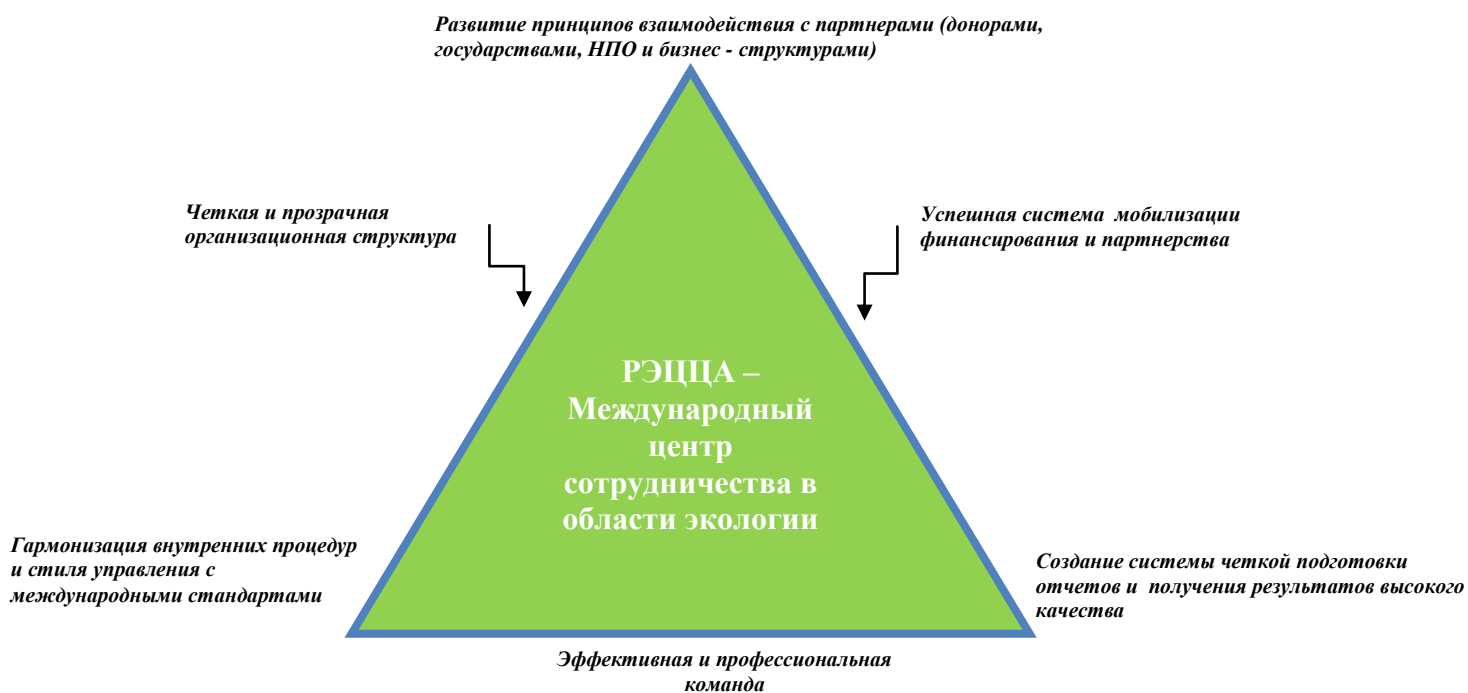 Развитие принципов взаимодействия с партнерами (донорами,
государствами, НПО и бизнес - структурами)
Четкая и прозрачная
организационная структура
Успешная система  мобилизации
финансирования и партнерства
РЭЦЦА –
Международный
центр
сотрудничества в
области экологии
Гармонизация внутренних процедур
и стиля управления с
международными стандартами
Создание системы четкой подготовки
отчетов и  получения результатов высокого
качества
Эффективная и профессиональная
команда